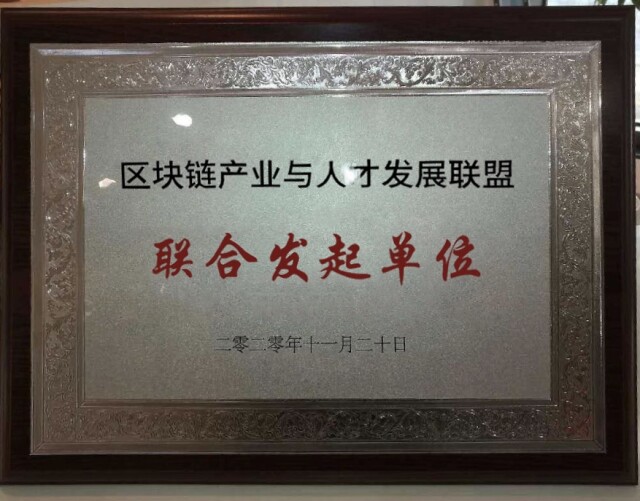 区块链产业与人才发展联盟
联合发起单位
二零二零年十一月二十日